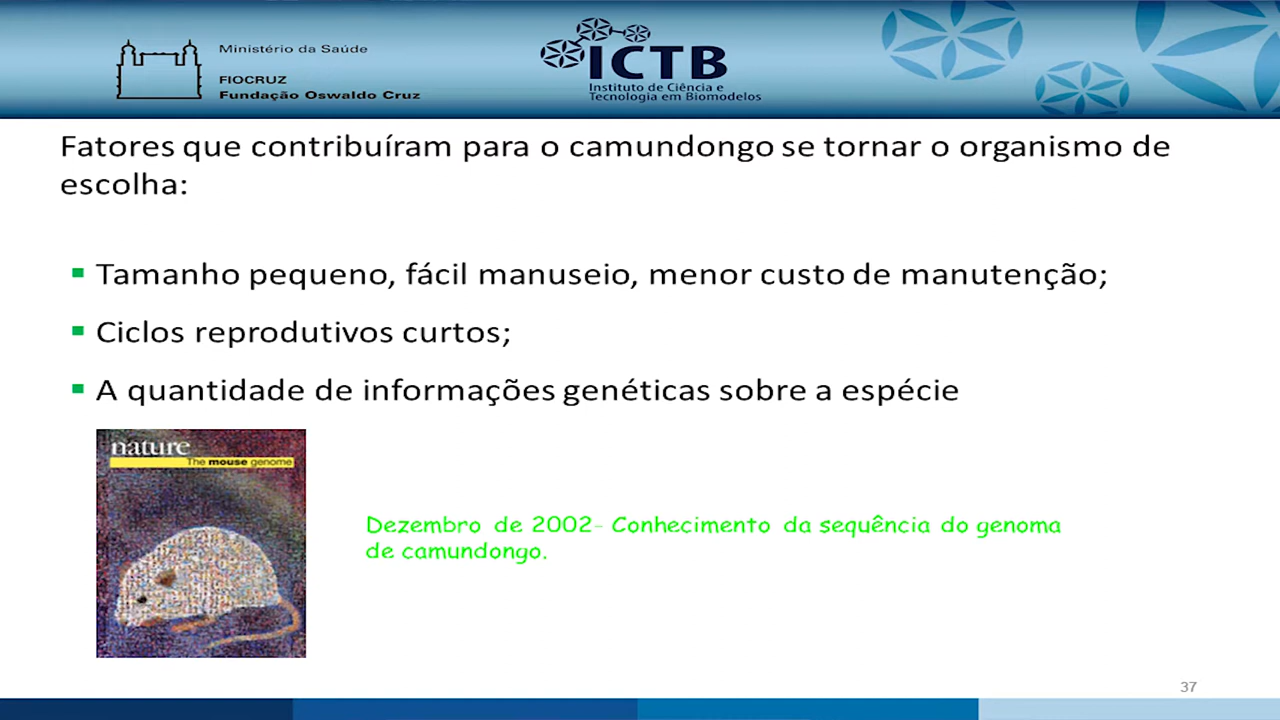 Ministério da Saúde
FIOCRUZ
Fundação Oswaldo Cruz
ICTB
Instituto de Ciência e
Tecnologia em Biomodelos
Fatores que contribuíram para o camundongo se tornar o organismo de
escolha:
Tamanho pequeno, fácil manuseio, menor custo de manutenção;
Ciclos reprodutivos curtos;
A quantidade de informações genéticas sobre a espécie
nature
The mouse genome
Dezembro de 2002- Conhecimento da sequência do genoma
de camundongo.
37